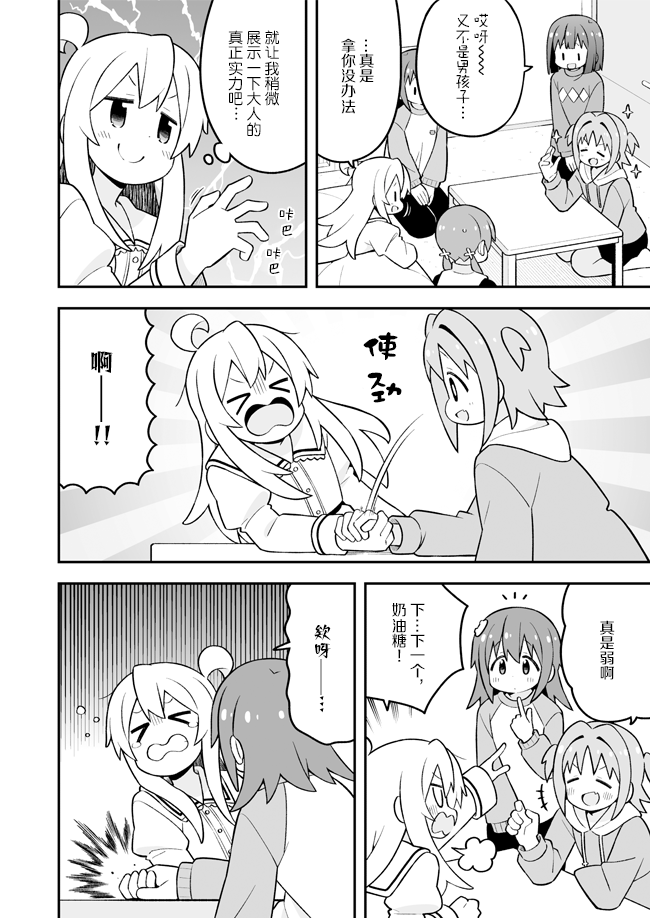 哎呀~~~
又不是男孩子…
…真是
拿你没办法
就让我稍微
展示一下大人的
真正实力吧…
咔巴
咔巴
使
劲
啊——!!
真是弱啊
下…下一个,
奶油糖!
欸呀——…